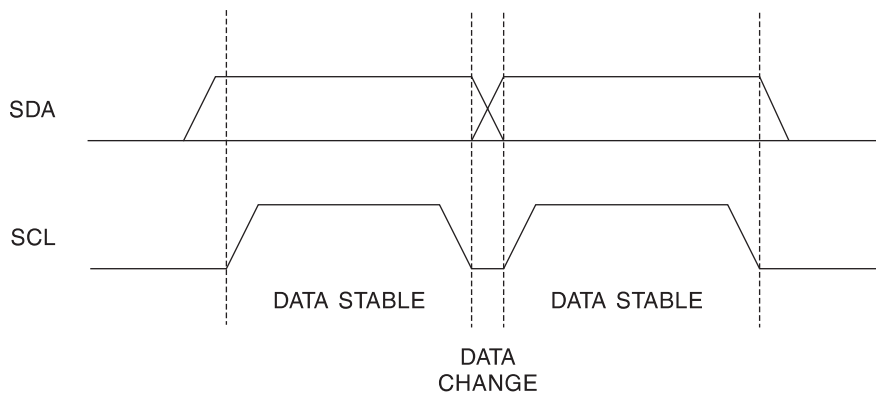 SDA
SCL
DATA STABLE
DATA STABLE
DATA
CHANGE